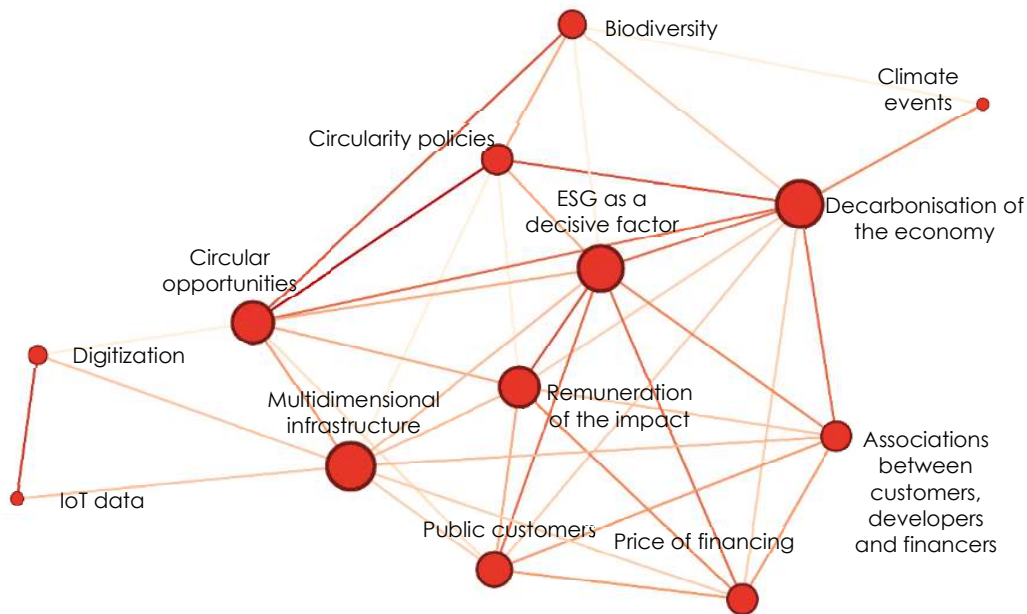 Biodiversity
Climate
events
Circularity policies
ESG as a
decisive factor
Decarbonisation of
the economy
Circular
opportunities
Digitization
Multidimensional
infrastructure
Remuneration
of the impact
Associations
between
customers,
developers
and financers
IoT data
Public customers
Price of financing